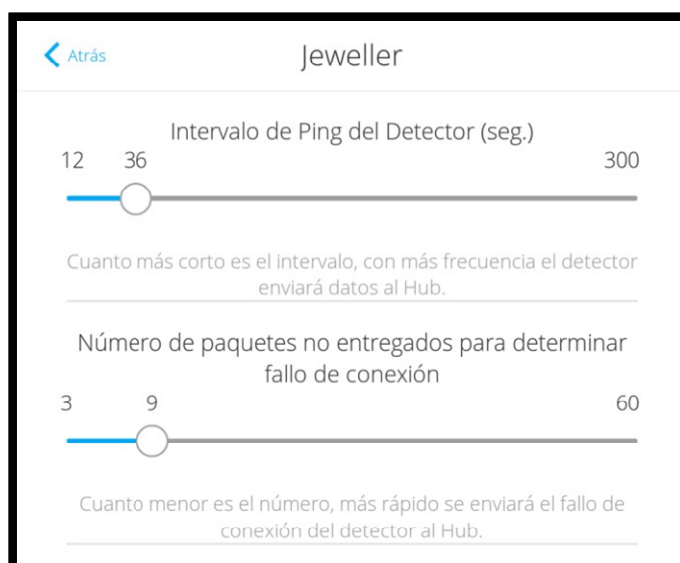 Atrás
Jeweller
Intervalo de Ping del Detector (seg.)
12 36 300
Cuanto más corto es el intervalo, con más frecuencia el detector
enviará datos al Hub.
Número de paquetes no entregados para determinar
fallo de conexión
3 9 60
Cuanto menor es el número, más rápido se enviará el fallo de
conexión del detector al Hub.